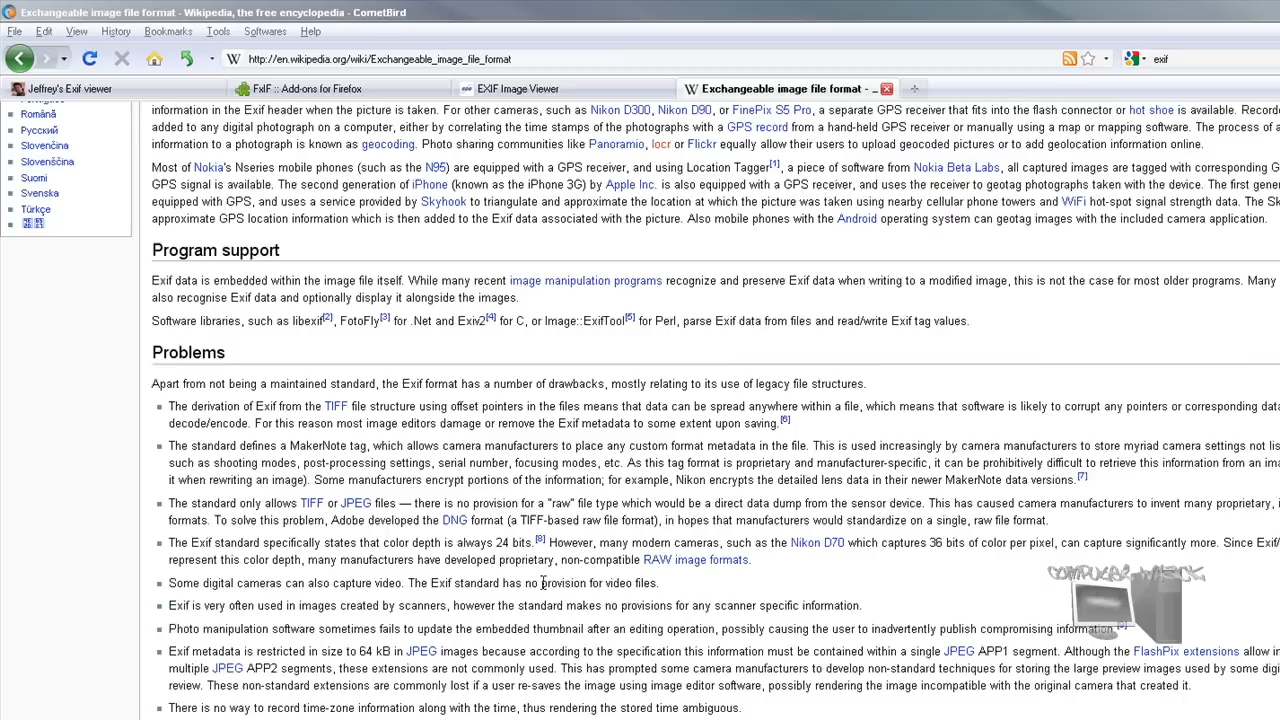 Exchangeable image file format - Wikipedia, the free encyclopedia - CometBird
File Edit View History Bookmarks Tools Softwares Help
W http://en.wikipedia.org/wiki/Exchangeable_image_file_format exif
Jeffrey's Exif viewer FxIF :: Add-ons for Firefox EXIF Image Viewer W Exchangeable image file format - ...
Română
Русский
Slovenčina
Slovenščina
Suomi
Svenska
Türkçe
information in the Exif header when the picture is taken. For other cameras, such as Nikon D300, Nikon D90, or FinePix S5 Pro, a separate GPS receiver that fits into the flash connector or hot shoe is available. Record
added to any digital photograph on a computer, either by correlating the time stamps of the photographs with a GPS record from a hand-held GPS receiver or manually using a map or mapping software. The process of a
information to a photograph is known as geocoding. Photo sharing communities like Panoramio, locr or Flickr equally allow their users to upload geocoded pictures or to add geolocation information online.
Most of Nokia's Nseries mobile phones (such as the N95) are equipped with a GPS receiver, and using Location Tagger[1], a piece of software from Nokia Beta Labs, all captured images are tagged with corresponding G
GPS signal is available. The second generation of iPhone (known as the iPhone 3G) by Apple Inc. is also equipped with a GPS receiver, and uses the receiver to geotag photographs taken with the device. The first gener
equipped with GPS, and uses a service provided by Skyhook to triangulate and approximate the location at which the picture was taken using nearby cellular phone towers and WiFi hot-spot signal strength data. The Sk
approximate GPS location information which is then added to the Exif data associated with the picture. Also mobile phones with the Android operating system can geotag images with the included camera application.
Program support
Exif data is embedded within the image file itself. While many recent image manipulation programs recognize and preserve Exif data when writing to a modified image, this is not the case for most older programs. Many
also recognise Exif data and optionally display it alongside the images.
Software libraries, such as libexif[2], FotoFly[3] for .Net and Exiv2[4] for C, or Image::ExifTool[5] for Perl, parse Exif data from files and read/write Exif tag values.
Problems
Apart from not being a maintained standard, the Exif format has a number of drawbacks, mostly relating to its use of legacy file structures.
The derivation of Exif from the TIFF file structure using offset pointers in the files means that data can be spread anywhere within a file, which means that software is likely to corrupt any pointers or corresponding data
decode/encode. For this reason most image editors damage or remove the Exif metadata to some extent upon saving.[6]
The standard defines a MakerNote tag, which allows camera manufacturers to place any custom format metadata in the file. This is used increasingly by camera manufacturers to store myriad camera settings not lis
such as shooting modes, post-processing settings, serial number, focusing modes, etc. As this tag format is proprietary and manufacturer-specific, it can be prohibitively difficult to retrieve this information from an ima
it when rewriting an image). Some manufacturers encrypt portions of the information; for example, Nikon encrypts the detailed lens data in their newer MakerNote data versions.[7]
The standard only allows TIFF or JPEG files — there is no provision for a "raw" file type which would be a direct data dump from the sensor device. This has caused camera manufacturers to invent many proprietary, i
formats. To solve this problem, Adobe developed the DNG format (a TIFF-based raw file format), in hopes that manufacturers would standardize on a single, raw file format.
The Exif standard specifically states that color depth is always 24 bits.[8] However, many modern cameras, such as the Nikon D70 which captures 36 bits of color per pixel, can capture significantly more. Since Exif/
represent this color depth, many manufacturers have developed proprietary, non-compatible RAW image formats.
Some digital cameras can also capture video. The Exif standard has no provision for video files.
COMPUTER WHACK.
Exif is very often used in images created by scanners, however the standard makes no provisions for any scanner specific information.
Photo manipulation software sometimes fails to update the embedded thumbnail after an editing operation, possibly causing the user to inadvertently publish compromising information.[9]
Exif metadata is restricted in size to 64 kB in JPEG images because according to the specification this information must be contained within a single JPEG APP1 segment. Although the FlashPix extensions allow in
multiple JPEG APP2 segments, these extensions are not commonly used. This has prompted some camera manufacturers to develop non-standard techniques for storing the large preview images used by some digi
review. These non-standard extensions are commonly lost if a user re-saves the image using image editor software, possibly rendering the image incompatible with the original camera that created it.
There is no way to record time-zone information along with the time, thus rendering the stored time ambiguous.